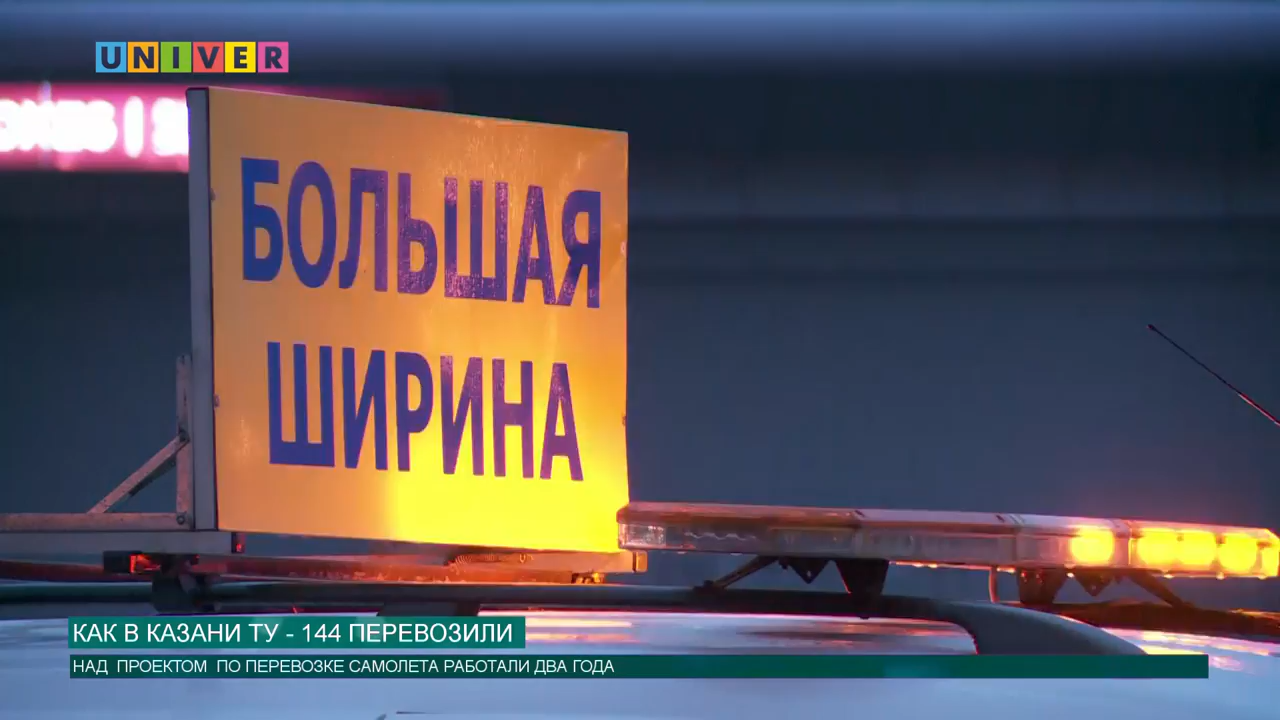 UNIVER
БОЛЬШАЯ
ШИРИНА
КАК В КАЗАНИ ТУ - 144 ПЕРЕВОЗИЛИ
НАД ПРОЕКТОМ ПО ПЕРЕВОЗКЕ САМОЛЕТА РАБОТАЛИ ДВА ГОДА